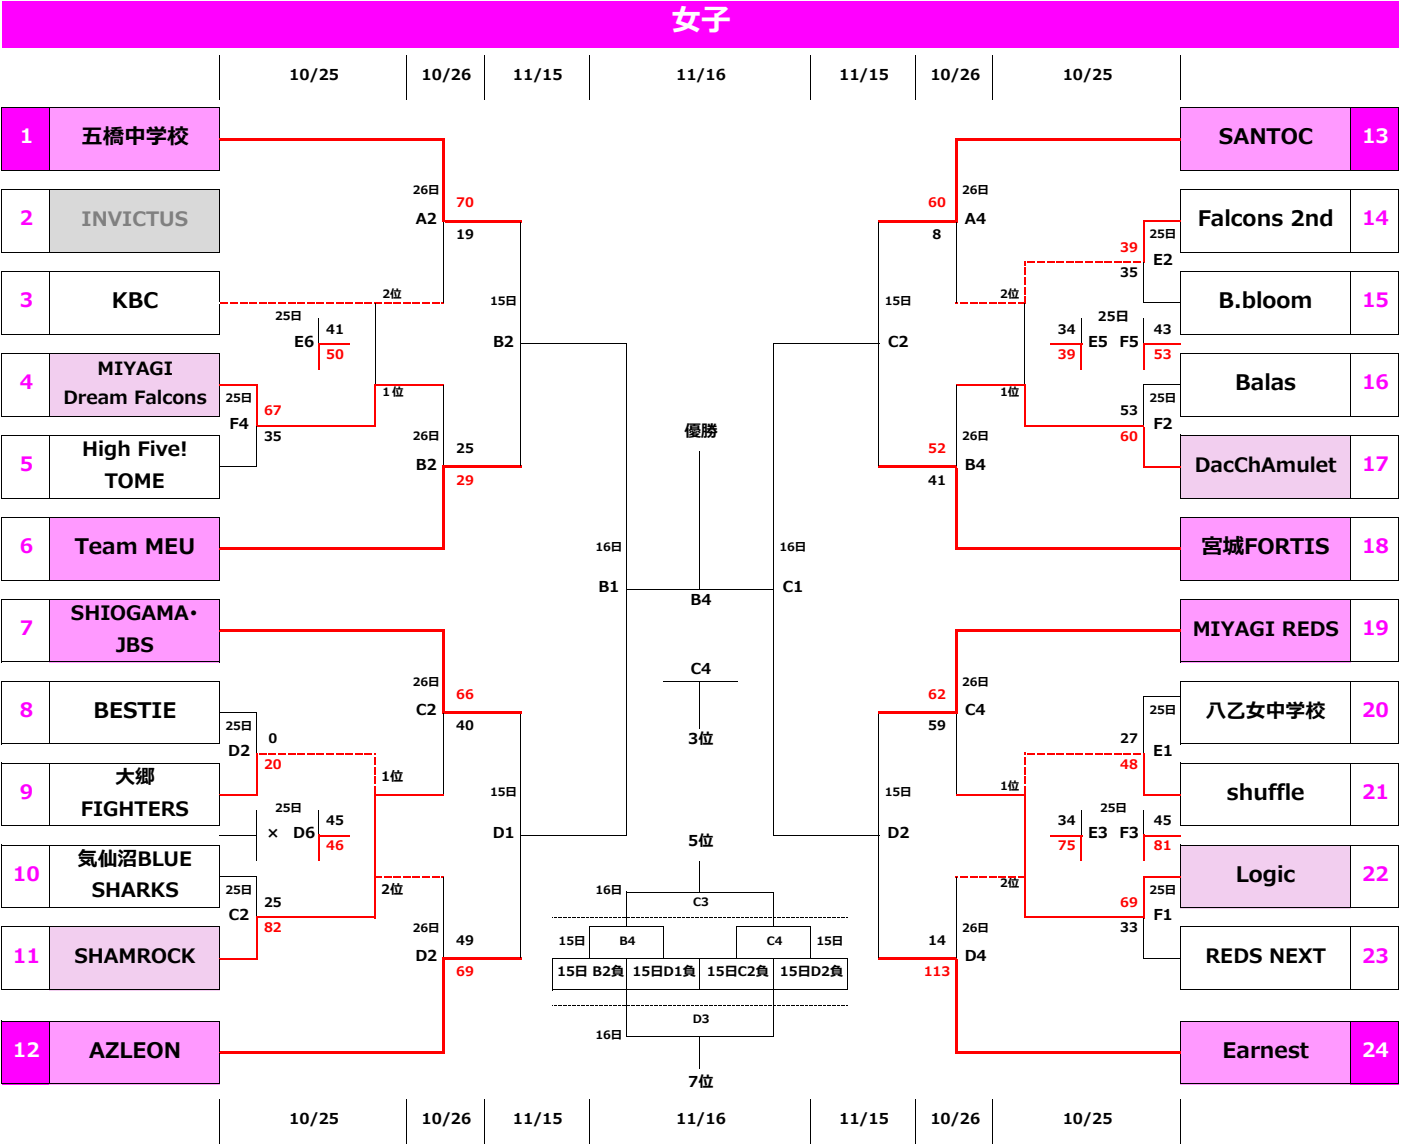 女子
10/25
10/26
11/15
11/16
11/15
10/26
10/25
1
五橋中学校
SANTOC
13
26日
70
A2
19
60
26日
A4
8
2
INVICTUS
Falcons 2nd
14
25日
39
E2
35
3
KBC
2位
15日
15日
2位
B.bloom
15
25日
41
E6
50
B2
C2
25日
34
E5
39
F5
43
53
4
MIYAGI
Dream Falcons
1位
1位
Balas
16
25日
67
F4
35
25日
53
F2
60
5
High Five!
TOME
26日
25
B2
29
優勝
52
26日
B4
41
DacChAmulet
17
6
Team MEU
16日
16日
宮城FORTIS
18
B1
B4
C1
7
SHIOGAMA・
JBS
MIYAGI REDS
19
26日
66
C2
40
C4
3位
62
26日
C4
59
8
BESTIE
八乙女中学校
20
25日
D2
0
20
25日
27
E1
48
9
大郷
FIGHTERS
1位
15日
15日
1位
shuffle
21
25日
×
D6
45
46
D1
D2
25日
34
E3
75
F3
45
81
10
気仙沼BLUE
SHARKS
5位
Logic
22
25日
25
C2
82
2位
2位
69
25日
F1
33
16日
C3
11
SHAMROCK
26日
49
D2
69
15日
B4
C4
15日
14
26日
D4
113
REDS NEXT
23
15日 B2負
15日D1負
15日C2負
15日D2負
D3
16日
7位
12
AZLEON
Earnest
24
10/25
10/26
11/15
11/16
11/15
10/26
10/25